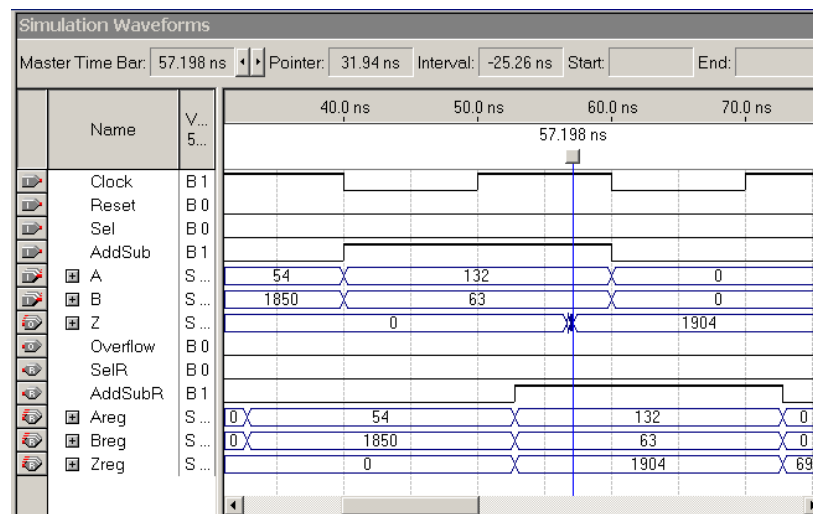 Simulation Waveforms
Master Time Bar: 57.198 ns Pointer: 31.94 ns Interval: -25.26 ns Start: End:
Name V... 5... 40.0 ns 50.0 ns 60.0 ns 70.0 ns
57.198 ns
Clock B 1
Reset B 0
Sel B 0
AddSub B 1
A S ... 54 132 0
B S ... 1850 63 0
Z S ... 0 1904
Overflow B 0
SelR B 0
AddSubR B 1
Areg S ... 0 54 132 0
Breg S ... 0 1850 63 0
Zreg S ... 0 1904 69